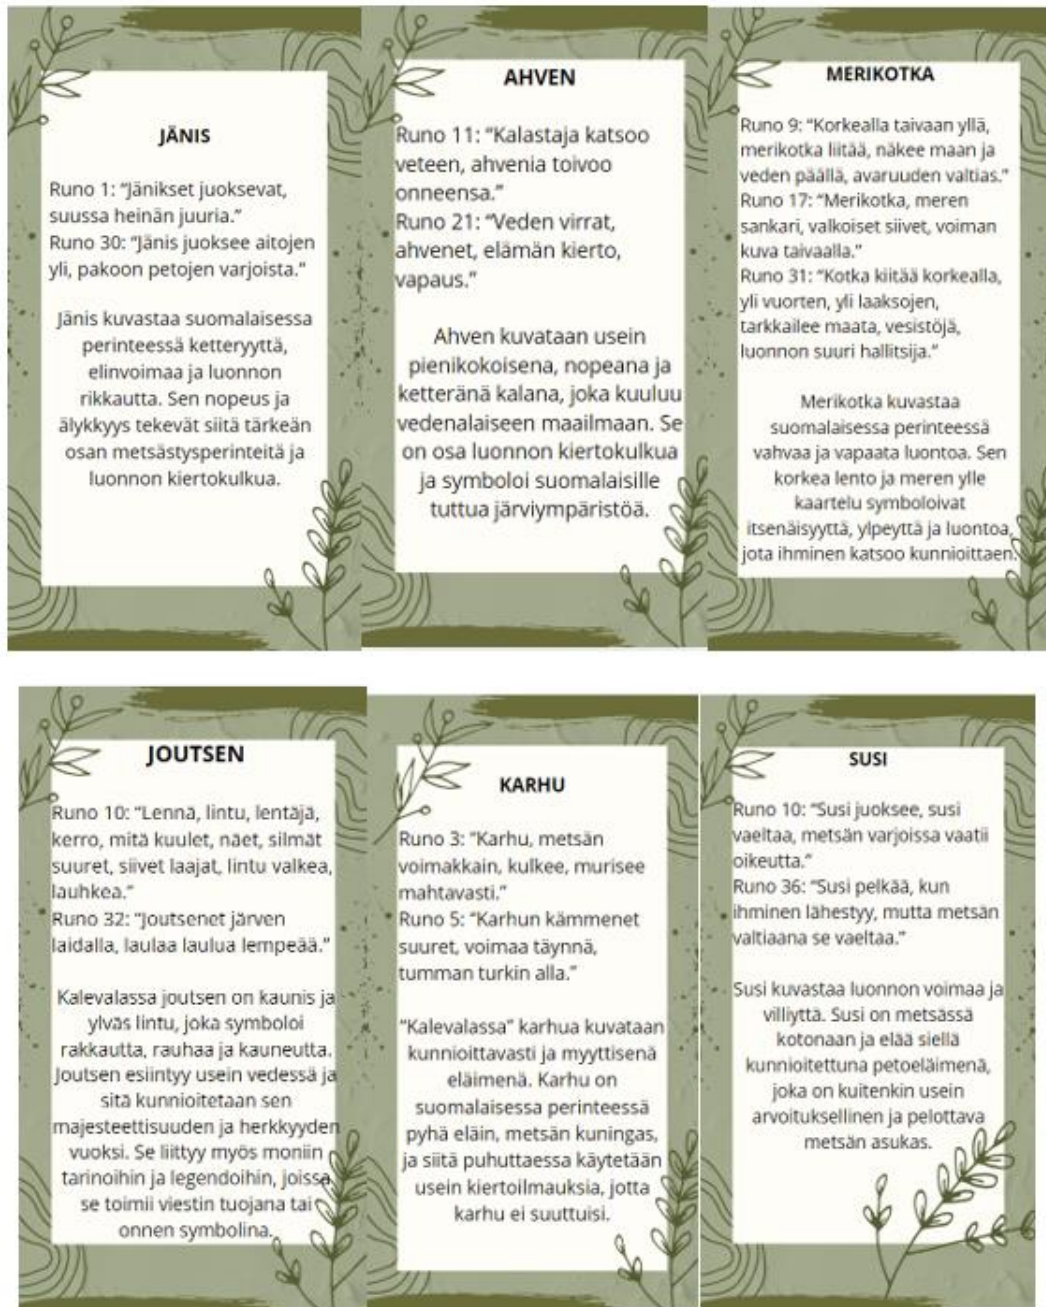 JÄNIS
Runo 1: “Jänikset juoksevat,
suussa heinän juuria.”
Runo 30: “Jänis juoksee aitojen
yli, pakoon petojen varjoista.”
Jänis kuvastaa suomalaisessa
perinteessä ketteryyttä,
elinvoimaa ja luonnon
rikkautta. Sen nopeus ja
älykkyys tekevät siitä tärkeän
osan metsästysperinteitä ja
luonnon kiertokulkua.
AHVEN
Runo 11: “Kalastaja katsoo
veteen, ahvenia toivoo
onneensa.”
Runo 21: “Veden virrat,
ahvenet, elämän kierto,
vapaus.”
Ahven kuvataan usein
pienikokoisena, nopeana ja
ketteränä kalana, joka kuuluu
vedenalaiseen maailmaan. Se
on osa luonnon kiertokulkua
ja symboloi suomalaisille
tuttua järviympäristöä.
MERIKOTKA
Runo 9: “Korkealla taivaan yllä,
merikotka liitää, näkee maan ja
veden päällä, avaruuden valtias.”
Runo 17: “Merikotka, meren
sankari, valkoiset siivet, voiman
kuva taivaalla.”
Runo 31: “Kotka kiitää korkealla,
yli vuorten, yli laaksojen,
tarkkailee maata, vesistöjä,
luonnon suuri hallitsija.”
Merikotka kuvastaa
suomalaisessa perinteessä
vahvaa ja vapaata luontoa. Sen
korkea lento ja meren ylle
kaartelu symboloivat
itsenäisyyttä, ylpeyttä ja luontoa,
jota ihminen katsoo kunnioittaen.
JOUTSEN
Runo 10: “Lennä, lintu, lentäjä,
kerro, mitä kuulet, näet, silmät
suuret, siivet laajat, lintu valkea,
lauhkea.”
Runo 32: “Joutsenet järven
laidalla, laulaa laulua lempeää.”
Kalevalassa joutsen on kaunis ja
ylväs lintu, joka symboloi
rakkautta, rauhaa ja kauneutta.
Joutsen esiintyy usein vedessä ja
sitä kunnioitetaan sen
majesteettisuuden ja herkkyyden
vuoksi. Se liittyy myös moniin
tarinoihin ja legendoihin, joissa
se toimii viestin tuojana tai
onnen symbolina.
KARHU
Runo 3: “Karhu, metsän
voimakkain, kulkee, murisee
mahtavasti.”
Runo 5: “Karhun kämmenet
suuret, voimaa täynnä,
tumman turkin alla.”
“Kalevalassa” karhua kuvataan
kunnioittavasti ja myyttisenä
eläimenä. Karhu on
suomalaisessa perinteessä
pyhä eläin, metsän kuningas,
ja siitä puhuttaessa käytetään
usein kiertoilmauksia, jotta
karhu ei suuttuisi.
SUSI
Runo 10: “Susi juoksee, susi
vaeltaa, metsän varjoissa vaatii
oikeutta.”
Runo 36: “Susi pelkää, kun
ihminen lähestyy, mutta metsän
valtiaana se vaeltaa.”
Susi kuvastaa luonnon voimaa ja
villiyttä. Susi on metsässä
kotonaan ja elää siellä
kunnioitettuna petoeläimenä,
joka on kuitenkin usein
arvoituksellinen ja pelottava
metsän asukas.